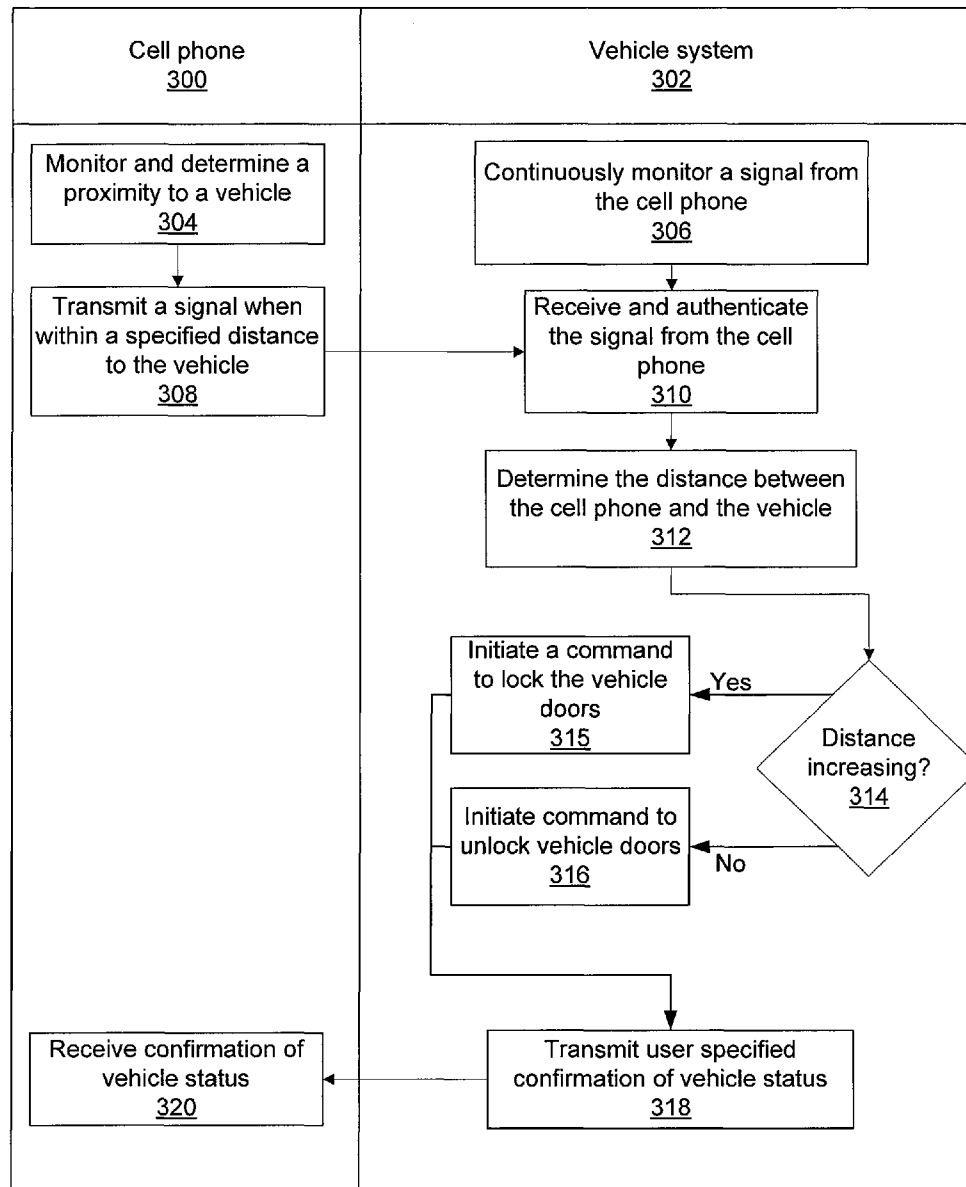 Cell phone
300
Vehicle system
302
Monitor and determine a
proximity to a vehicle
304
Continuously monitor a signal from
the cell phone
306
Transmit a signal when
within a specified distance
to the vehicle
308
Receive and authenticate
the signal from the cell
phone
310
Determine the distance between
the cell phone and the vehicle
312
Initiate a command
to lock the vehicle
doors
315
Yes
Distance
increasing?
314
Initiate command to
unlock vehicle doors
316
No
Receive confirmation of
vehicle status
320
Transmit user specified
confirmation of vehicle status
318